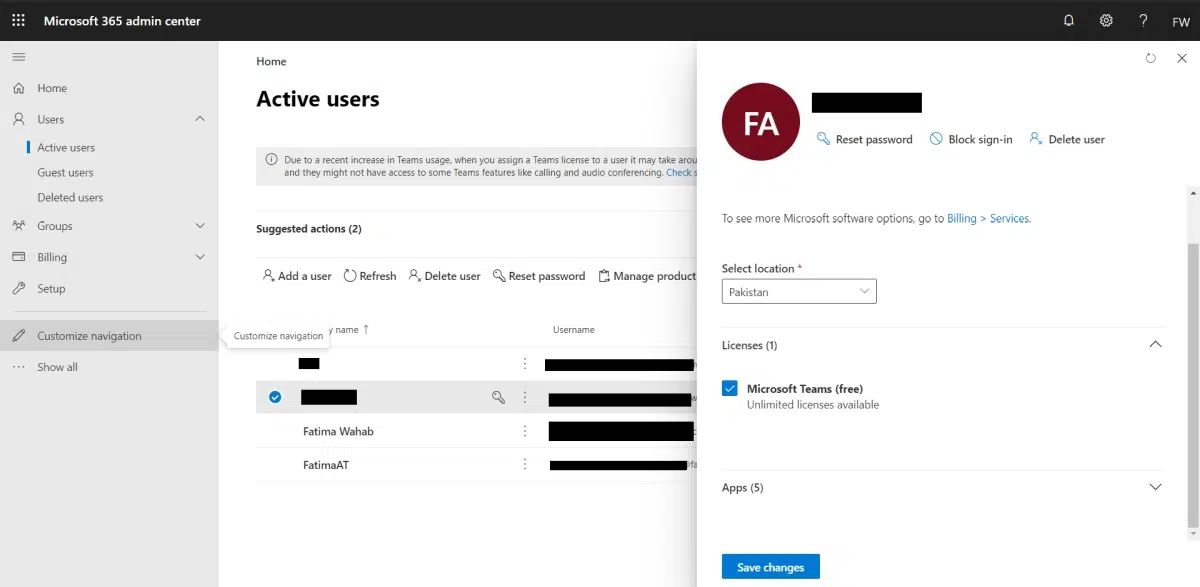 Microsoft 365 admin center
FW
Home
Users
Active users
Guest users
Deleted users
Groups
Billing
Setup
Customize navigation
Show all
Customize navigation
Home
Active users
Due to a recent increase in Teams usage, when you assign a Teams license to a user it may take arou
and they might not have access to some Teams features like calling and audio conferencing. Check s
Suggested actions (2)
Add a user Refresh Delete user Reset password Manage product
y name ↑ Username
Fatima Wahab
FatimaAT
FA
Reset password Block sign-in Delete user
To see more Microsoft software options, go to Billing > Services.
Select location *
Pakistan
Licenses (1)
Microsoft Teams (free)
Unlimited licenses available
Apps (5)
Save changes